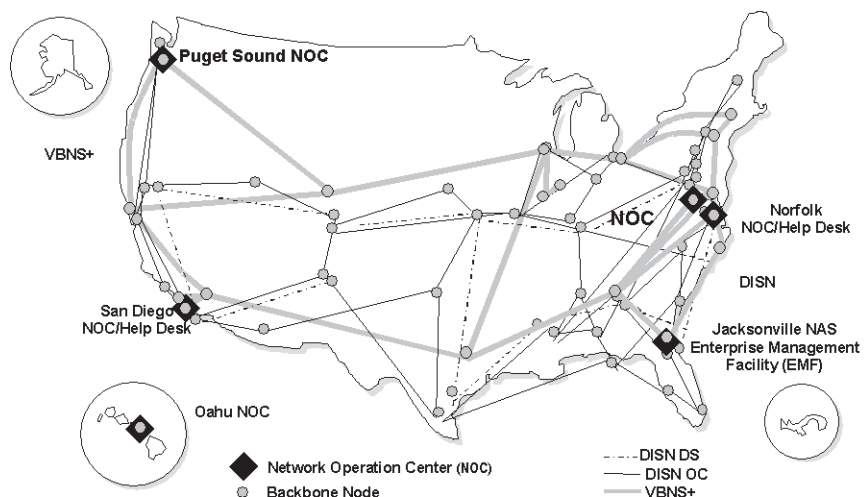 Puget Sound NOC
VBNS+
NOC
Norfolk
NOC/Help Desk
DISN
San Diego
NOC/Help Desk
Jacksonville NAS
Enterprise Management
Facility (EMF)
Oahu NOC
Network Operation Center (NOC)
Backbone Node
DISN DS
DISN OC
VBNS+